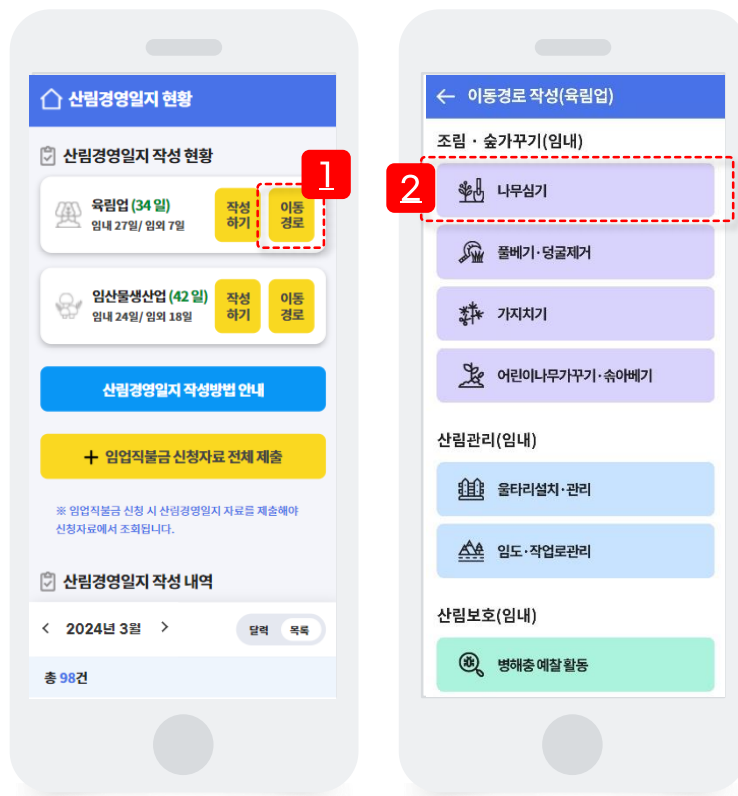 산림경영일지 현황
산림경영일지 작성 현황
1
육림업 (34 일)
임내 27일/ 임외 7일
작성
하기
이동
경로
임산물생산업 (42 일)
임내 24일/ 임외 18일
작성
하기
이동
경로
산림경영일지 작성방법 안내
+ 임업직불금 신청자료 전체 제출
※ 임업직불금 신청 시 산림경영일지 자료를 제출해야
신청자료에서 조회됩니다.
산림경영일지 작성 내역
< 2024년 3월 >
달력 목록
총 98건
← 이동경로 작성(육림업)
조림 · 숲가꾸기(임내)
2
나무심기
풀베기·덩굴제거
가지치기
어린이나무가꾸기·솎아베기
산림관리(임내)
울타리설치·관리
임도·작업로관리
산림보호(임내)
병해충 예찰 활동